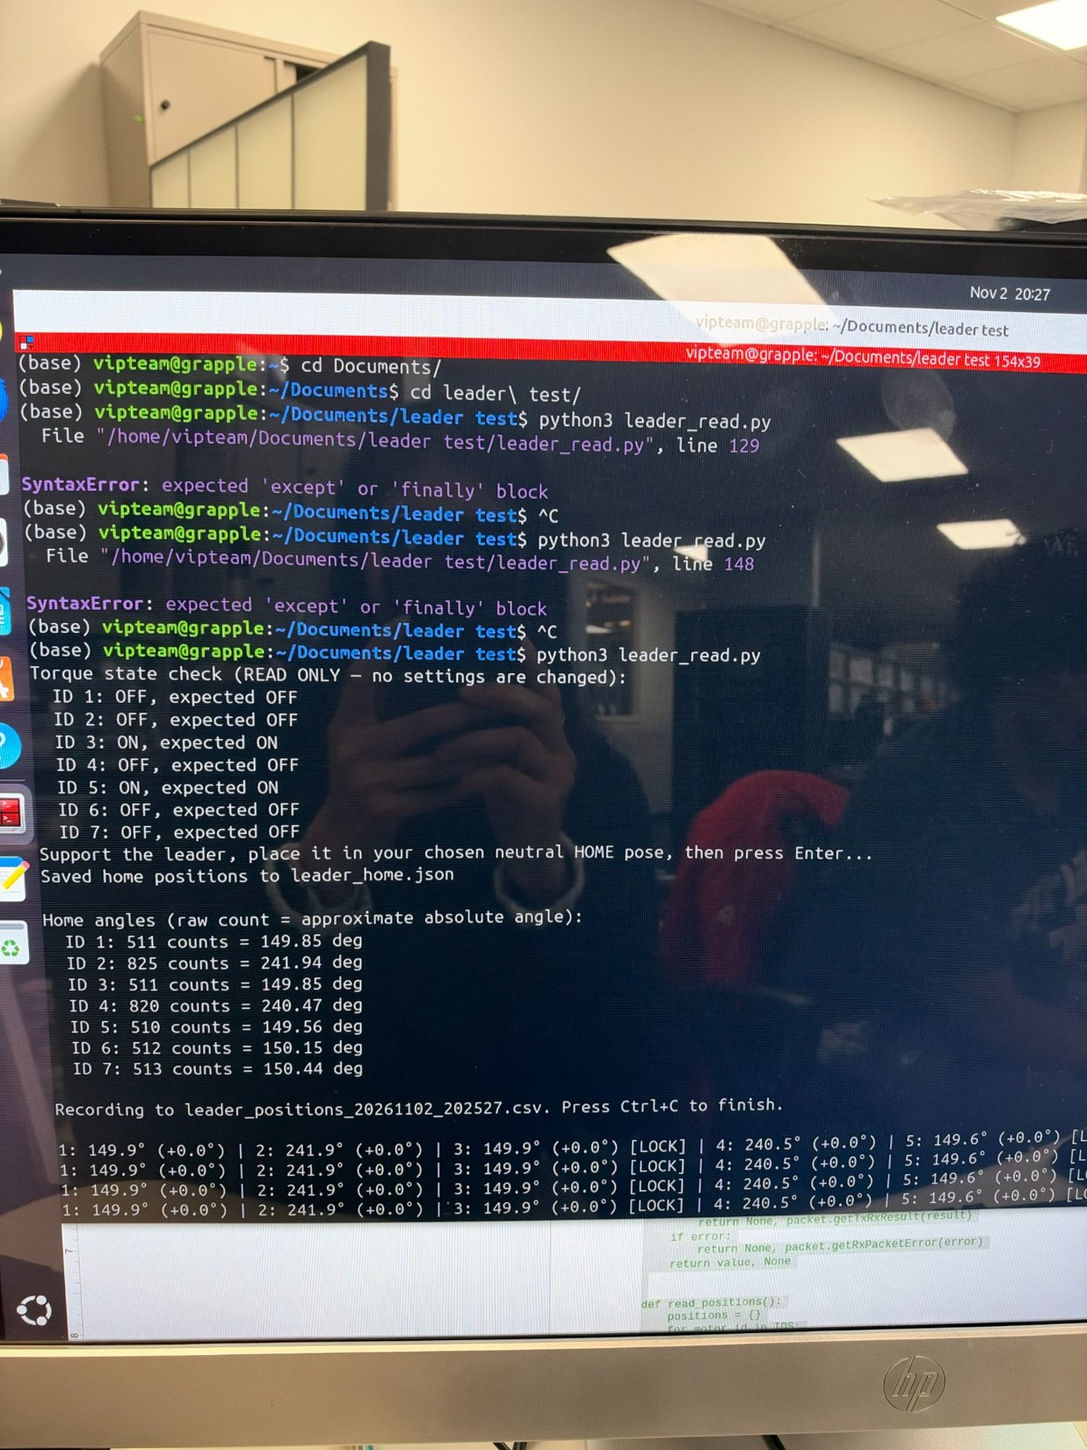 Nov 2 20:27
vipteam@grapple: ~/Documents/leader test
vipteam@grapple: ~/Documents/leader test 154x39
(base) vipteam@grapple:~$ cd Documents/
(base) vipteam@grapple:~/Documents$ cd leader\ test/
(base) vipteam@grapple:~/Documents/leader test$ python3 leader_read.py
File "/home/vipteam/Documents/leader test/leader_read.py", line 129
SyntaxError: expected 'except' or 'finally' block
(base) vipteam@grapple:~/Documents/leader test$ ^C
(base) vipteam@grapple:~/Documents/leader test$ python3 leader_read.py
File "/home/vipteam/Documents/leader test/leader_read.py", line 148
SyntaxError: expected 'except' or 'finally' block
(base) vipteam@grapple:~/Documents/leader test$ ^C
(base) vipteam@grapple:~/Documents/leader test$ python3 leader_read.py
Torque state check (READ ONLY — no settings are changed):
ID 1: OFF, expected OFF
ID 2: OFF, expected OFF
ID 3: ON, expected ON
ID 4: OFF, expected OFF
ID 5: ON, expected ON
ID 6: OFF, expected OFF
ID 7: OFF, expected OFF
Support the leader, place it in your chosen neutral HOME pose, then press Enter...
Saved home positions to leader_home.json
Home angles (raw count = approximate absolute angle):
ID 1: 511 counts = 149.85 deg
ID 2: 825 counts = 241.94 deg
ID 3: 511 counts = 149.85 deg
ID 4: 820 counts = 240.47 deg
ID 5: 510 counts = 149.56 deg
ID 6: 512 counts = 150.15 deg
ID 7: 513 counts = 150.44 deg
Recording to leader_positions_20261102_202527.csv. Press Ctrl+C to finish.
1: 149.9° (+0.0°) | 2: 241.9° (+0.0°) | 3: 149.9° (+0.0°) [LOCK] | 4: 240.5° (+0.0°) | 5: 149.6° (+0.0°) [L
1: 149.9° (+0.0°) | 2: 241.9° (+0.0°) | 3: 149.9° (+0.0°) [LOCK] | 4: 240.5° (+0.0°) | 5: 149.6° (+0.0°) [L
1: 149.9° (+0.0°) | 2: 241.9° (+0.0°) | 3: 149.9° (+0.0°) [LOCK] | 4: 240.5° (+0.0°) | 5: 149.6° (+0.0°) [LO
1: 149.9° (+0.0°) | 2: 241.9° (+0.0°) | 3: 149.9° (+0.0°) [LOCK] | 4: 240.5° (+0.0°) | 5: 149.6° (+0.0°) [LO
return None, packet.getTxRxResult(result)
if error:
return None, packet.getRxPacketError(error)
return value, None
def read_positions():
positions = {}
for motor_id in IDS:
7
8
hp